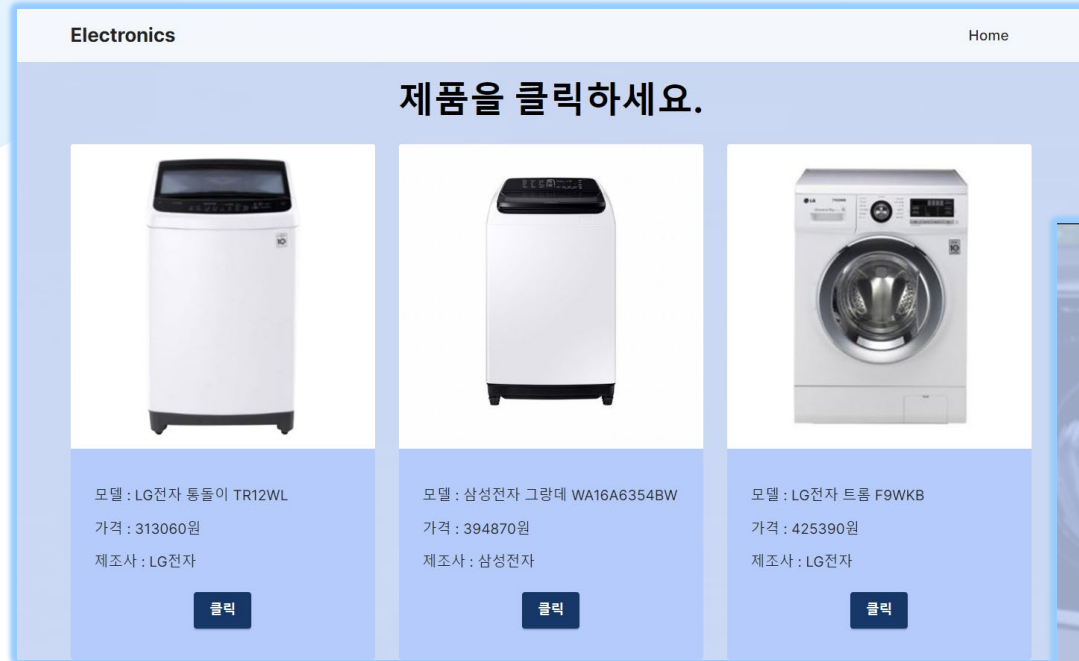 Electronics
Home
제품을 클릭하세요.
모델 : LG전자 통돌이 TR12WL
가격 : 313060원
제조사 : LG전자
클릭
모델 : 삼성전자 그랑데 WA16A6354BW
가격 : 394870원
제조사 : 삼성전자
클릭
LG
모델 : LG전자 트롬 F9WKB
가격 : 425390원
제조사 : LG전자
클릭